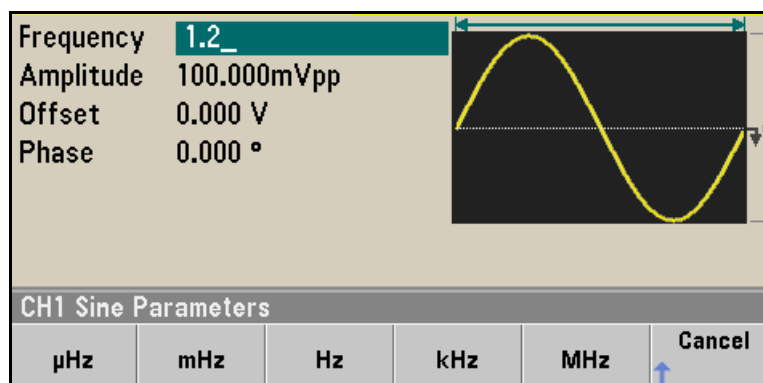 Frequency 1.2_
Amplitude 100.000mVpp
Offset 0.000 V
Phase 0.000 °
CH1 Sine Parameters
µHz mHz Hz kHz MHz Cancel